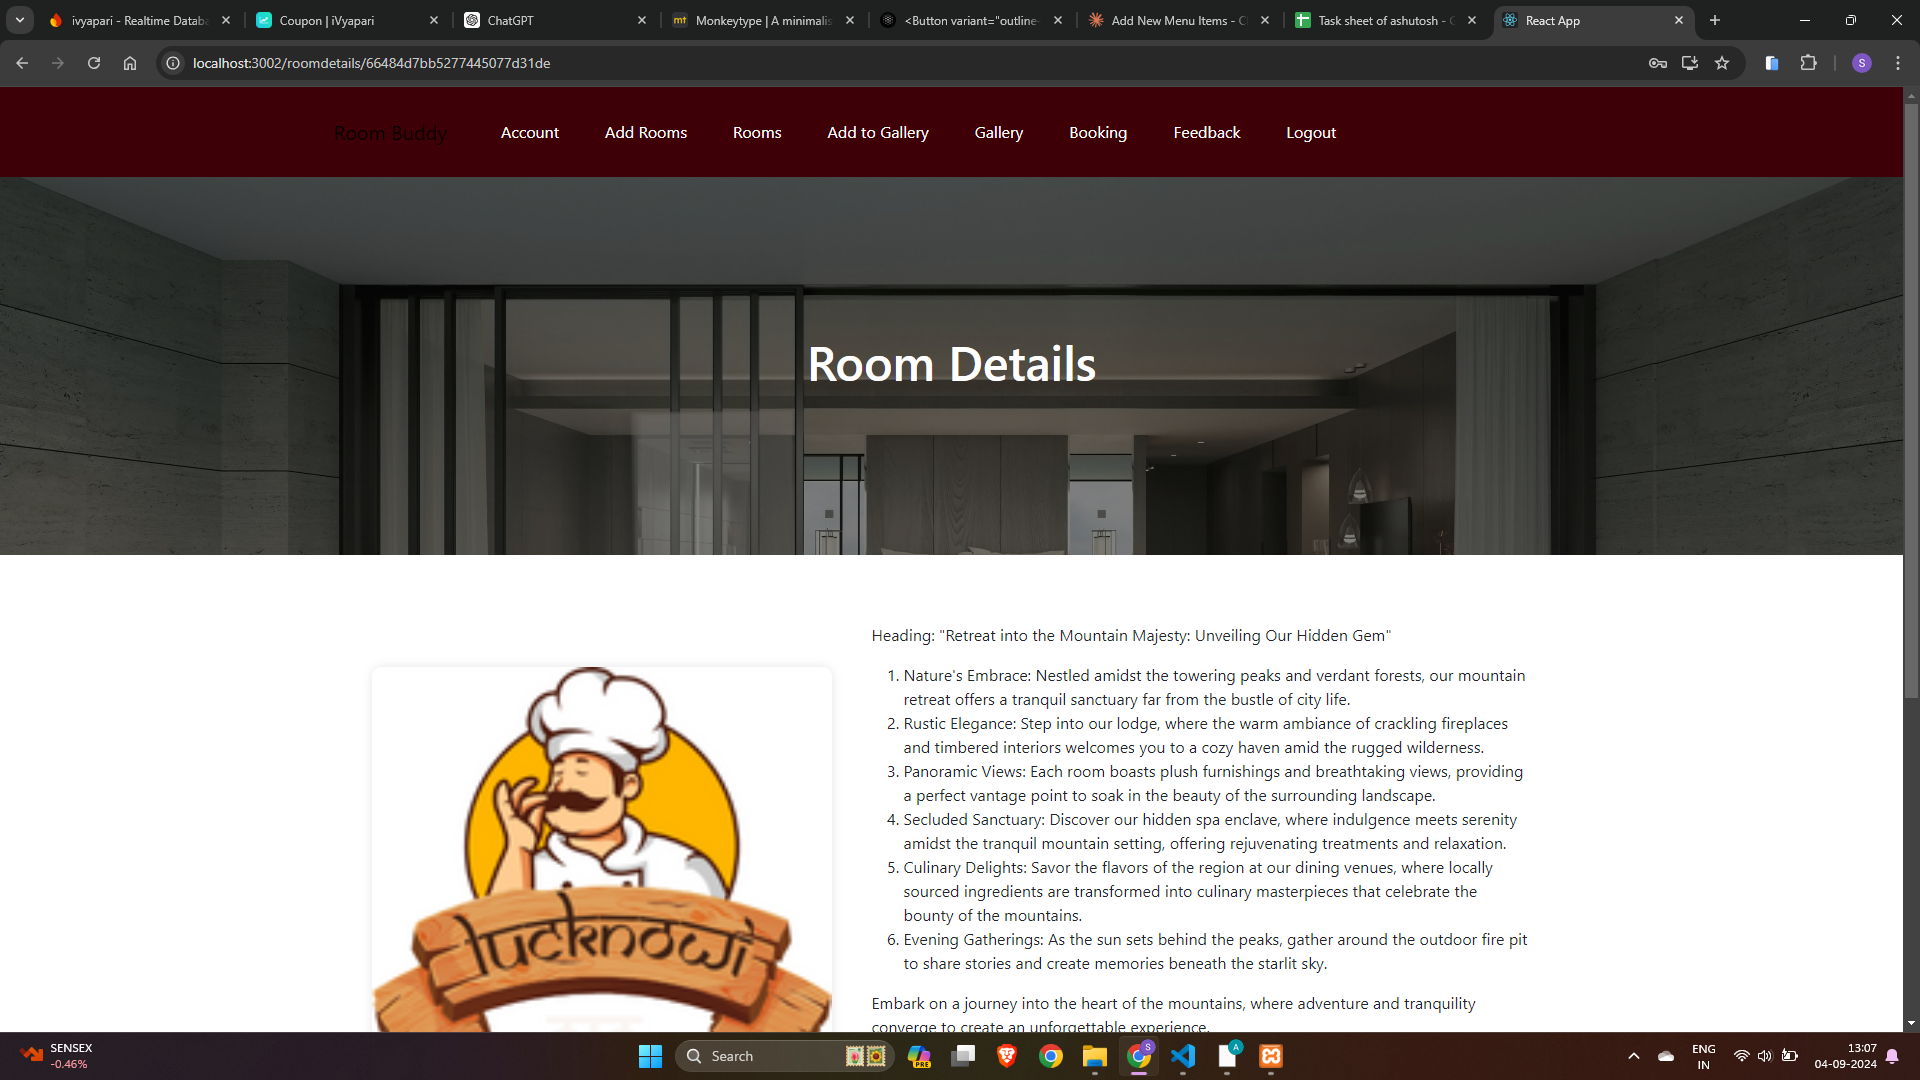 ivyapari - Realtime Databa
Coupon | iVyapari
ChatGPT
mt
Monkeytype | A minimalis
<Button variant="outline-
Add New Menu Items - Cl
Task sheet of ashutosh - G
React App
localhost:3002/roomdetails/66484d7bb5277445077d31de
S
Room Buddy
Account
Add Rooms
Rooms
Add to Gallery
Gallery
Booking
Feedback
Logout
Room Details
Heading: "Retreat into the Mountain Majesty: Unveiling Our Hidden Gem"
1. Nature's Embrace: Nestled amidst the towering peaks and verdant forests, our mountain
retreat offers a tranquil sanctuary far from the bustle of city life.
2. Rustic Elegance: Step into our lodge, where the warm ambiance of crackling fireplaces
and timbered interiors welcomes you to a cozy haven amid the rugged wilderness.
3. Panoramic Views: Each room boasts plush furnishings and breathtaking views, providing
a perfect vantage point to soak in the beauty of the surrounding landscape.
4. Secluded Sanctuary: Discover our hidden spa enclave, where indulgence meets serenity
amidst the tranquil mountain setting, offering rejuvenating treatments and relaxation.
5. Culinary Delights: Savor the flavors of the region at our dining venues, where locally
sourced ingredients are transformed into culinary masterpieces that celebrate the
bounty of the mountains.
6. Evening Gatherings: As the sun sets behind the peaks, gather around the outdoor fire pit
to share stories and create memories beneath the starlit sky.
Embark on a journey into the heart of the mountains, where adventure and tranquility
converge to create an unforgettable experience.
lucknowi
SENSEX
-0.46%
Search
PRE
S
A
ENG
IN
13:07
04-09-2024